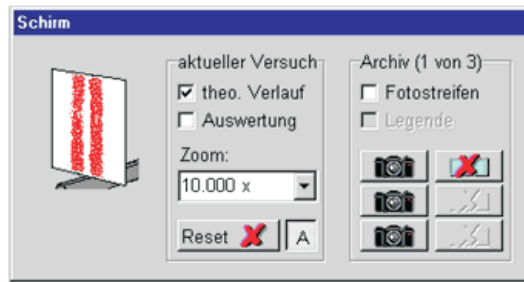 Schirm
aktueller Versuch
theo. Verlauf
Auswertung
Zoom:
10.000 x
Reset
A
Archiv (1 von 3)
Fotostreifen
Legende